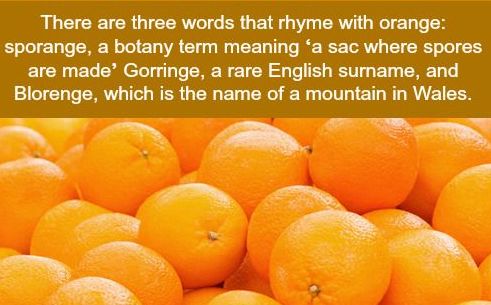 There are three words that rhyme with orange:
sporange, a botany term meaning ‘a sac where spores
are made’ Gorringe, a rare English surname, and
Blorenge, which is the name of a mountain in Wales.